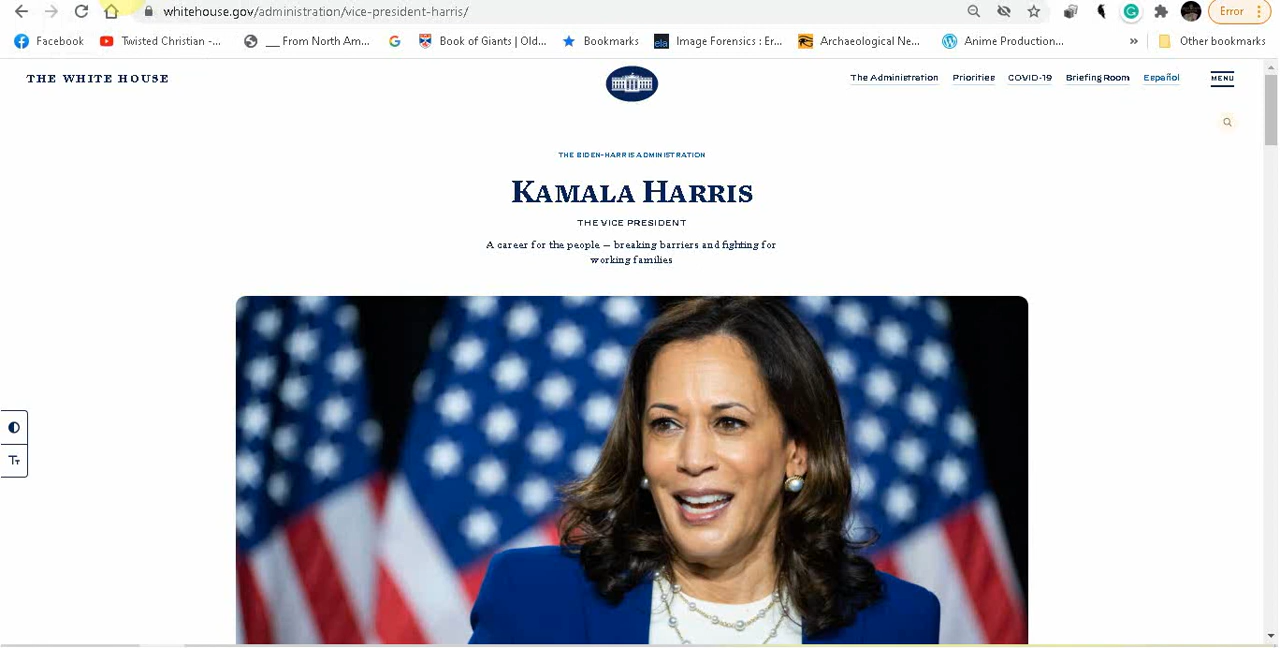 whitehouse.gov/administration/vice-president-harris/
Error
Facebook
Twisted Christian -...
___ From North Am...
Book of Giants | Old...
Bookmarks
ela
Image Forensics : Er...
Archaeological Ne...
Anime Production...
»
Other bookmarks
THE WHITE HOUSE
The Administration
Priorities
COVID-19
Briefing Room
Español
MENU
THE BIDEN-HARRIS ADMINISTRATION
KAMALA HARRIS
THE VICE PRESIDENT
A career for the people – breaking barriers and fighting for
working families
TT